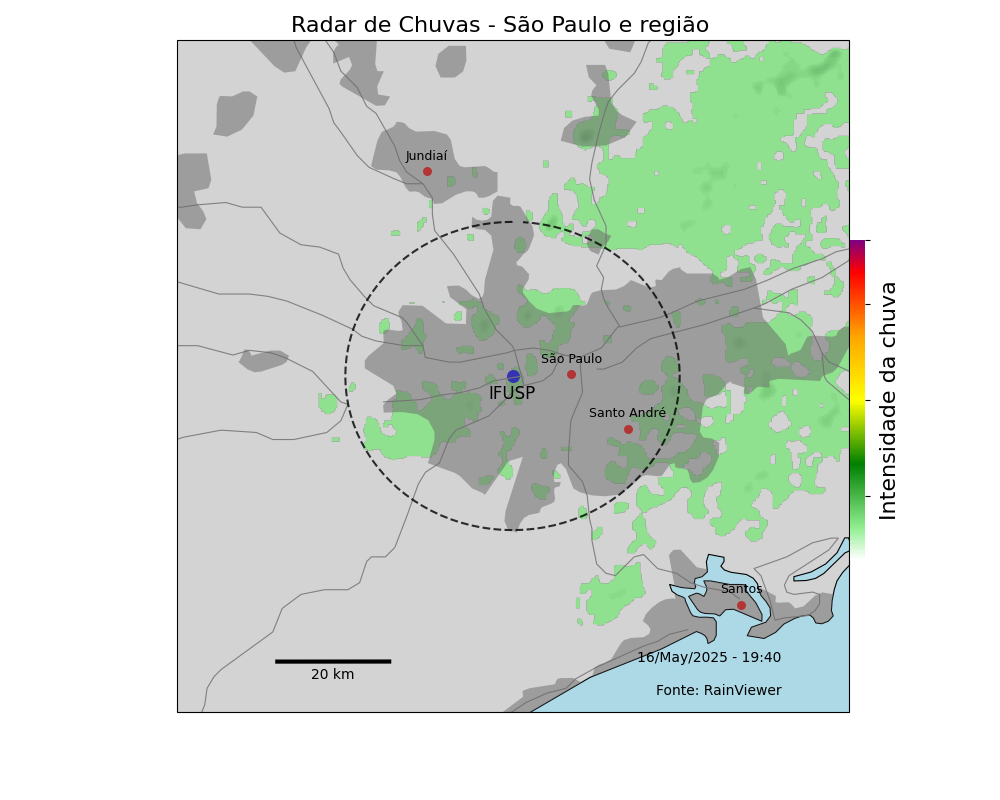 Radar de Chuvas - São Paulo e região
Jundiaí
São Paulo
IFUSP
Santo André
Intensidade da chuva
Santos
16/May/2025 - 19:40
20 km
Fonte: RainViewer